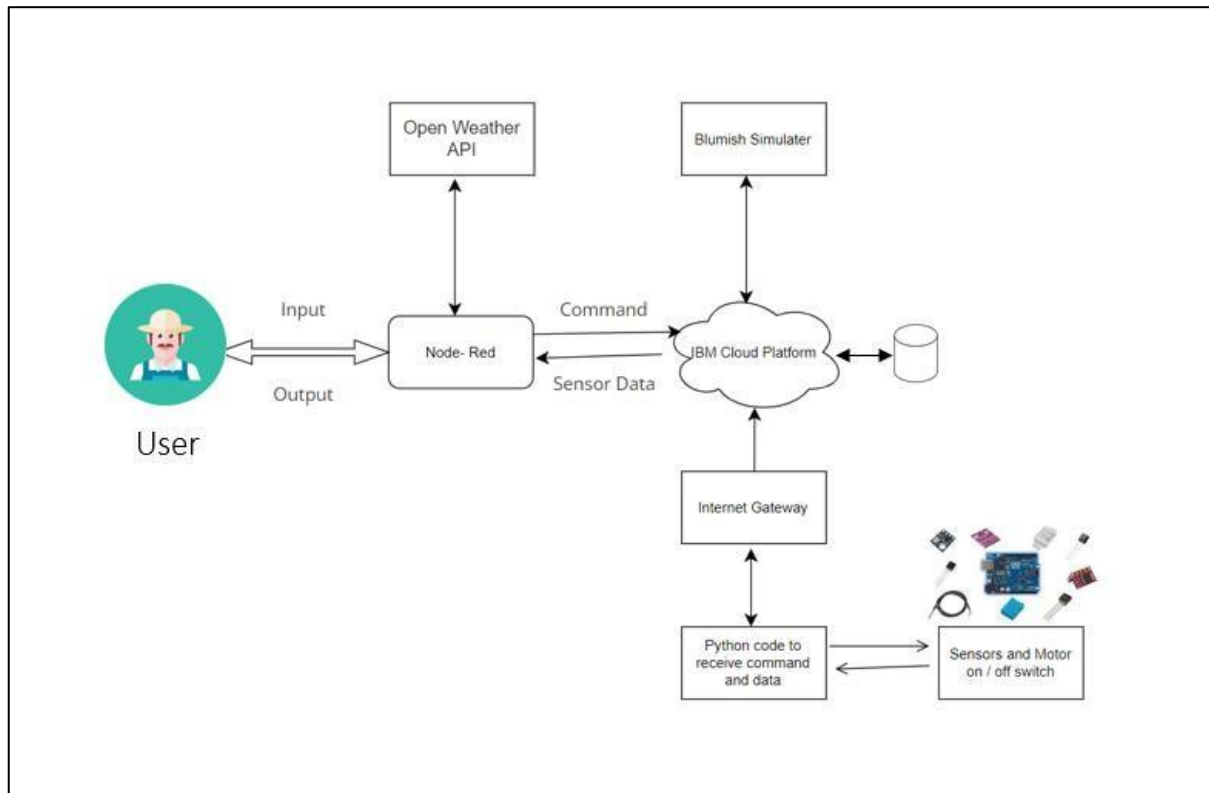 Open Weather
API
Blumish Simulater
Input
Command
Node- Red
IBM Cloud Platform
Output
Sensor Data
User
Internet Gateway
Python code to
receive command
and data
Sensors and Motor
on / off switch